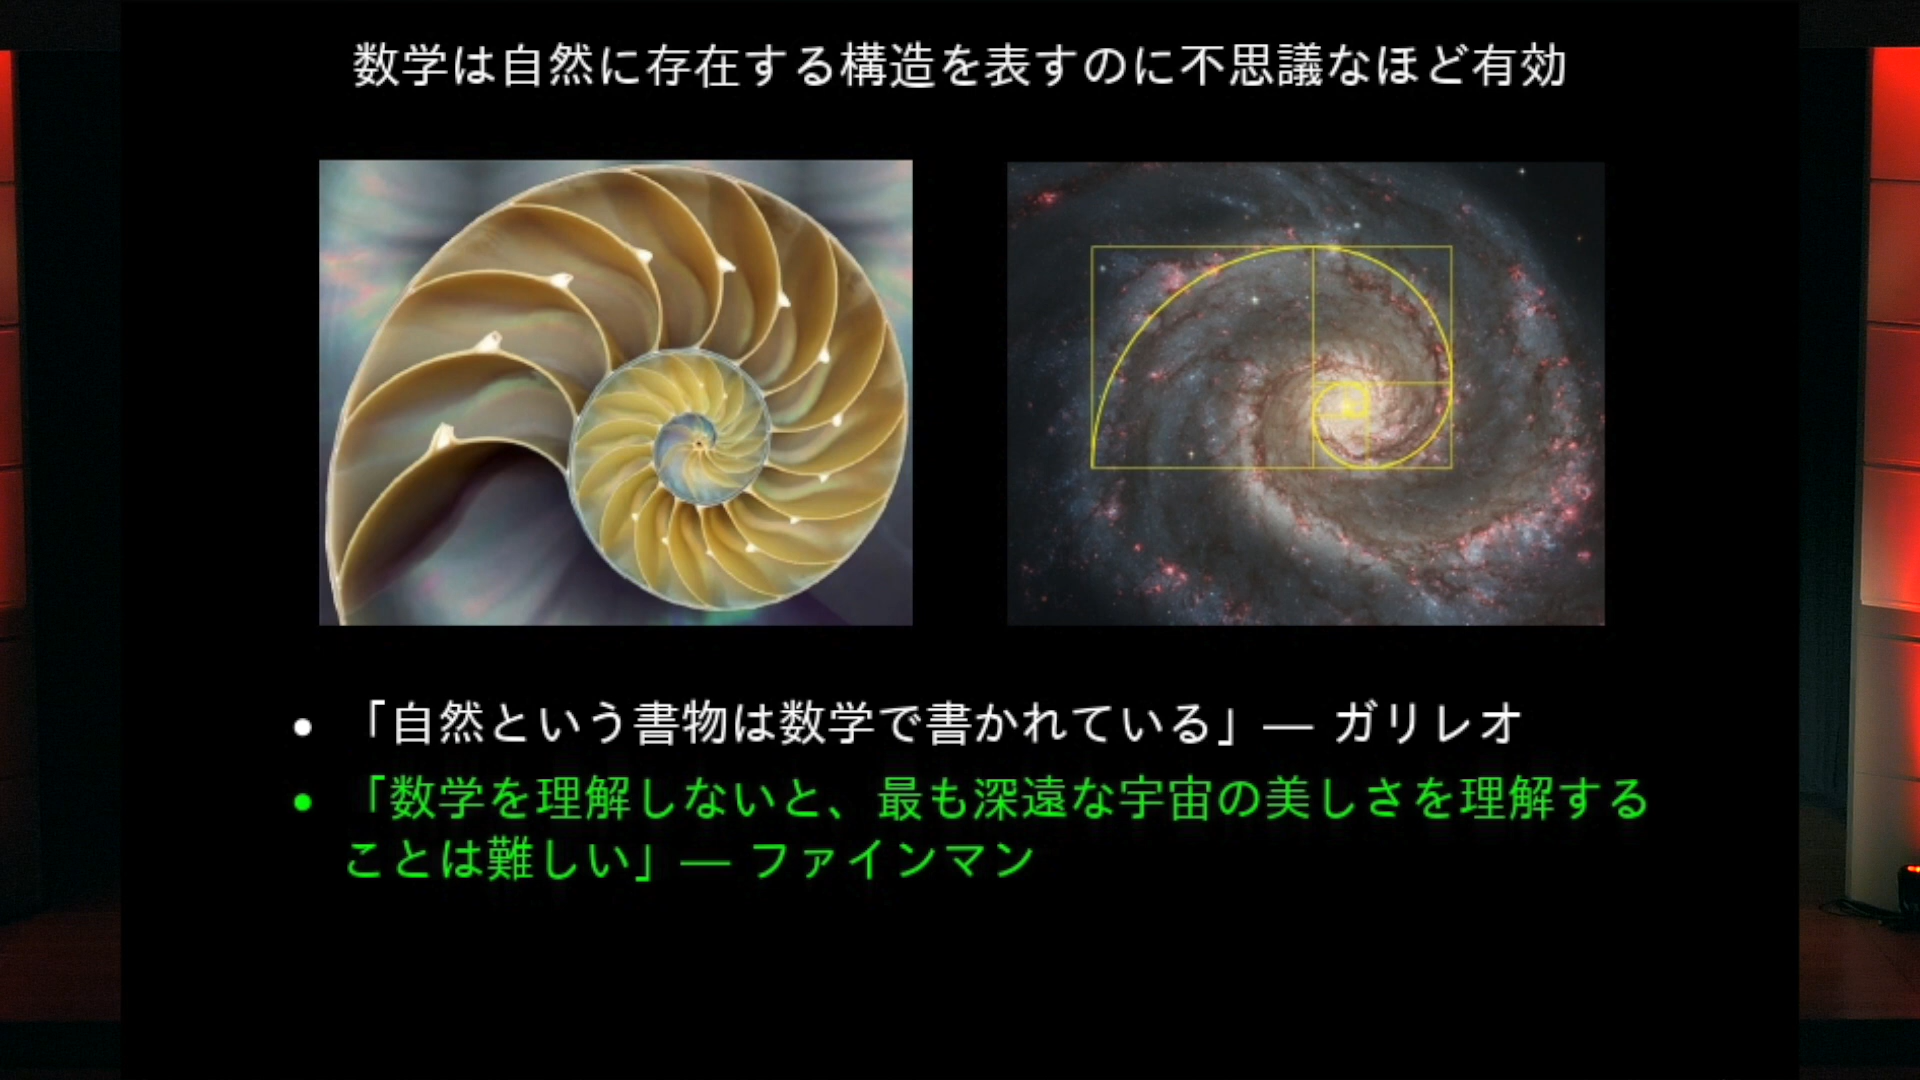 数学は自然に存在する構造を表すのに不思議なほど有効
• 「自然という書物は数学で書かれている」— ガリレオ
• 「数学を理解しないと、最も深遠な宇宙の美しさを理解する
ことは難しい」— ファインマン